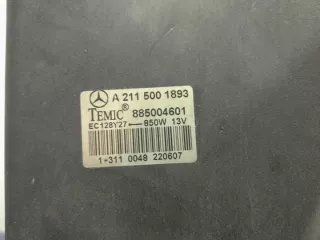 A 211 500 1893
TEMIC 885004601
EC128Y27 ← 850W 13V
1+311 0048 220607